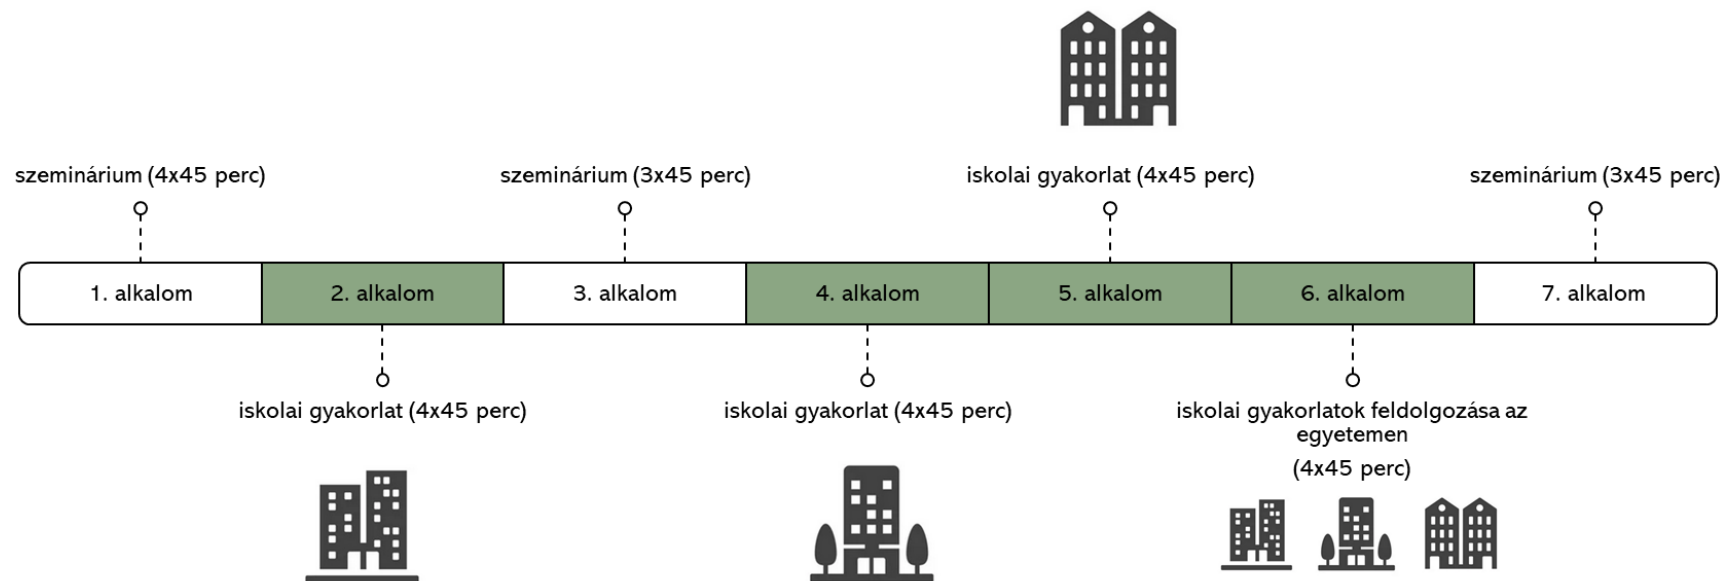 iskolai gyakorlat (4x45 perc)
szeminárium (4x45 perc)
szeminárium (3x45 perc)
szeminárium (3x45 perc)
1. alkalom
2. alkalom
3. alkalom
4. alkalom
5. alkalom
6. alkalom
7. alkalom
iskolai gyakorlat (4x45 perc)
iskolai gyakorlat (4x45 perc)
iskolai gyakorlatok feldolgozása az
egyetemen
(4x45 perc)